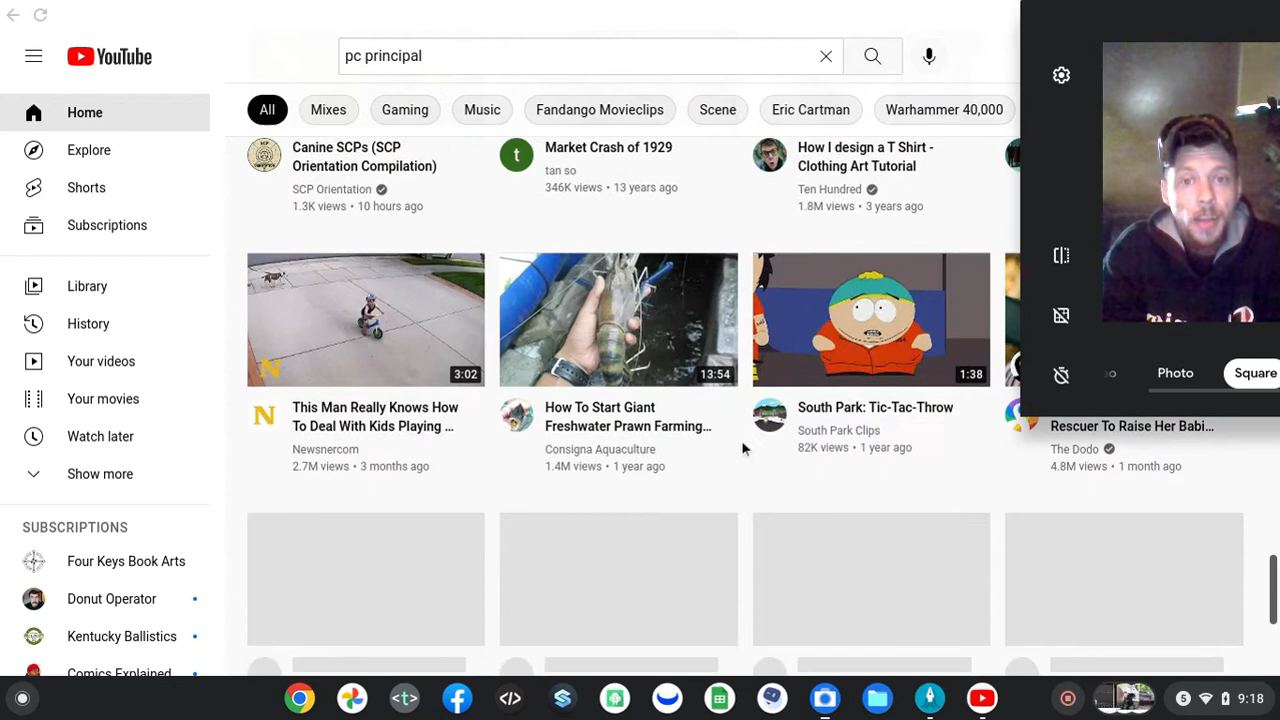 YouTube
pc principal
Home
Explore
Shorts
Subscriptions
Library
History
Your videos
Your movies
Watch later
Show more
SUBSCRIPTIONS
Four Keys Book Arts
Donut Operator
Kentucky Ballistics
Comics Explained
All
Mixes
Gaming
Music
Fandango Movieclips
Scene
Eric Cartman
Warhammer 40,000
Canine SCPs (SCP
Orientation Compilation)
SCP Orientation
1.3K views • 10 hours ago
t
Market Crash of 1929
tan so
346K views • 13 years ago
How I design a T Shirt -
Clothing Art Tutorial
Ten Hundred
1.8M views • 3 years ago
N
3:02
N
This Man Really Knows How
To Deal With Kids Playing ...
Newsnercom
2.7M views • 3 months ago
13:54
How To Start Giant
Freshwater Prawn Farming...
Consigna Aquaculture
1.4M views • 1 year ago
1:38
South Park: Tic-Tac-Throw
South Park Clips
82K views • 1 year ago
Rescuer To Raise Her Babi...
The Dodo
4.8M views • 1 month ago
Photo
Square
<t>
5
9:18